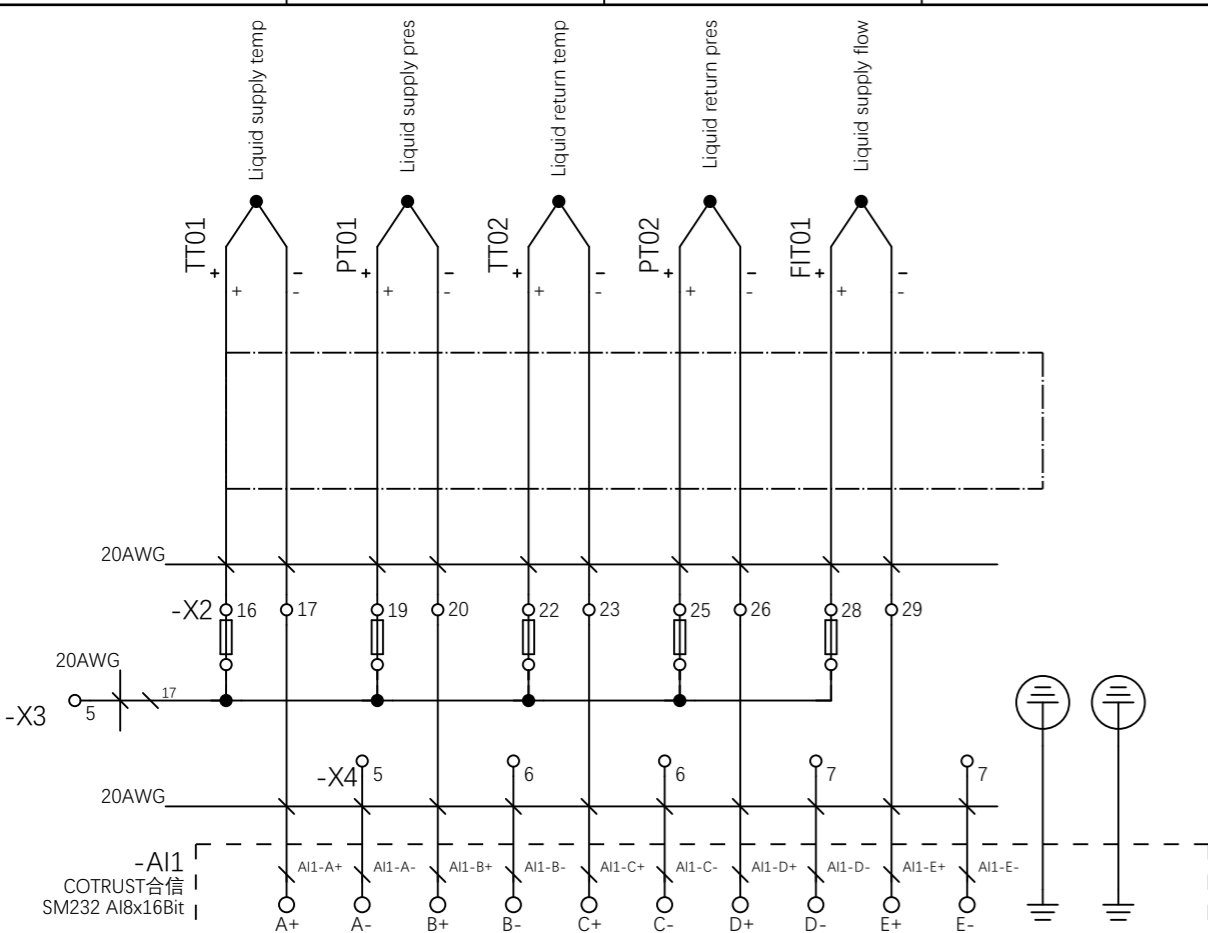 Liquid supply temp
Liquid supply pres
Liquid return temp
Liquid return pres
Liquid supply flow
TT01
PT01
TT02
PT02
FIT01
+ - + - + - + - + -
+ - + - + - + - + -
20AWG
-X2 16 17 19 20 22 23 25 26 28 29
20AWG
-X3 5 17
-X4 5 6 6 7 7
20AWG
-AI1
AI1-A+ AI1-A- AI1-B+ AI1-B- AI1-C+ AI1-C- AI1-D+ AI1-D- AI1-E+ AI1-E-
COTRUST合信
SM232 AI8x16Bit
A+ A- B+ B- C+ C- D+ D- E+ E-